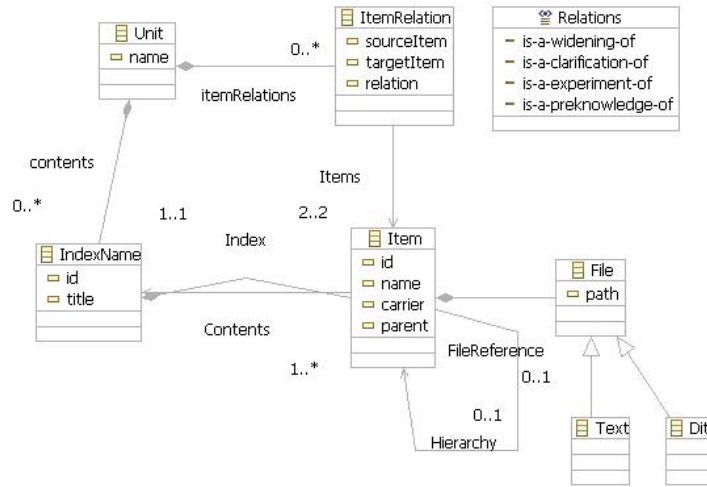 Unit
name
ItemRelation
sourceItem
targetItem
relation
Relations
is-a-widening-of
is-a-clarification-of
is-a-experiment-of
is-a-preknowledge-of
0..*
itemRelations
contents
0..*
Items
1..1
2..2
Index
IndexName
id
title
Item
id
name
carrier
parent
File
path
Contents
1..*
FileReference
0..1
0..1
Hierarchy
Text
Dit